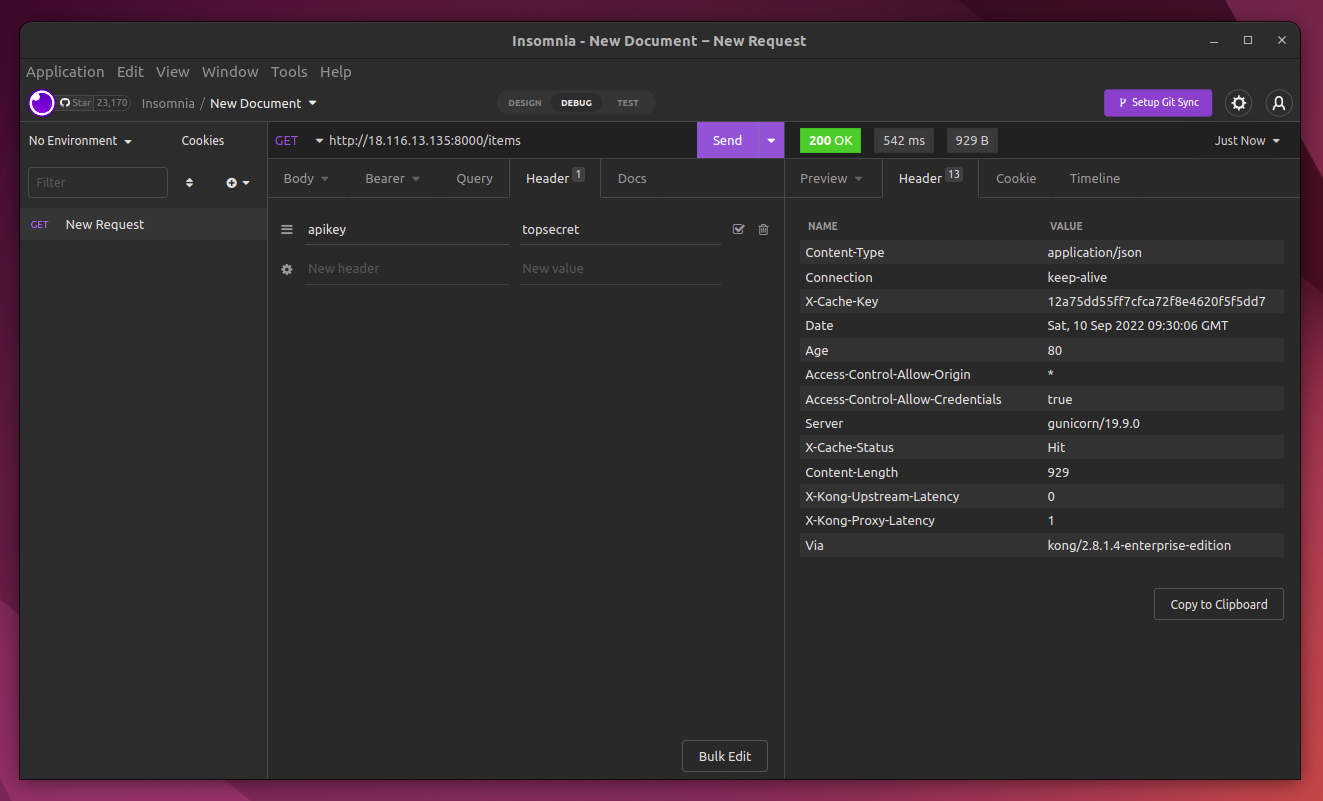 Insomnia - New Document – New Request
Application Edit View Window Tools Help
Star 23,170 Insomnia / New Document DESIGN DEBUG TEST Setup Git Sync
No Environment Cookies
Filter
GET New Request
GET http://18.116.13.135:8000/items Send
Body Bearer Query Header 1 Docs
apikey topsecret
New header New value
Bulk Edit
200 OK 542 ms 929 B Just Now
Preview Header 13 Cookie Timeline
NAME VALUE
Content-Type application/json
Connection keep-alive
X-Cache-Key 12a75dd55ff7cfca72f8e4620f5f5dd7
Date Sat, 10 Sep 2022 09:30:06 GMT
Age 80
Access-Control-Allow-Origin *
Access-Control-Allow-Credentials true
Server gunicorn/19.9.0
X-Cache-Status Hit
Content-Length 929
X-Kong-Upstream-Latency 0
X-Kong-Proxy-Latency 1
Via kong/2.8.1.4-enterprise-edition
Copy to Clipboard